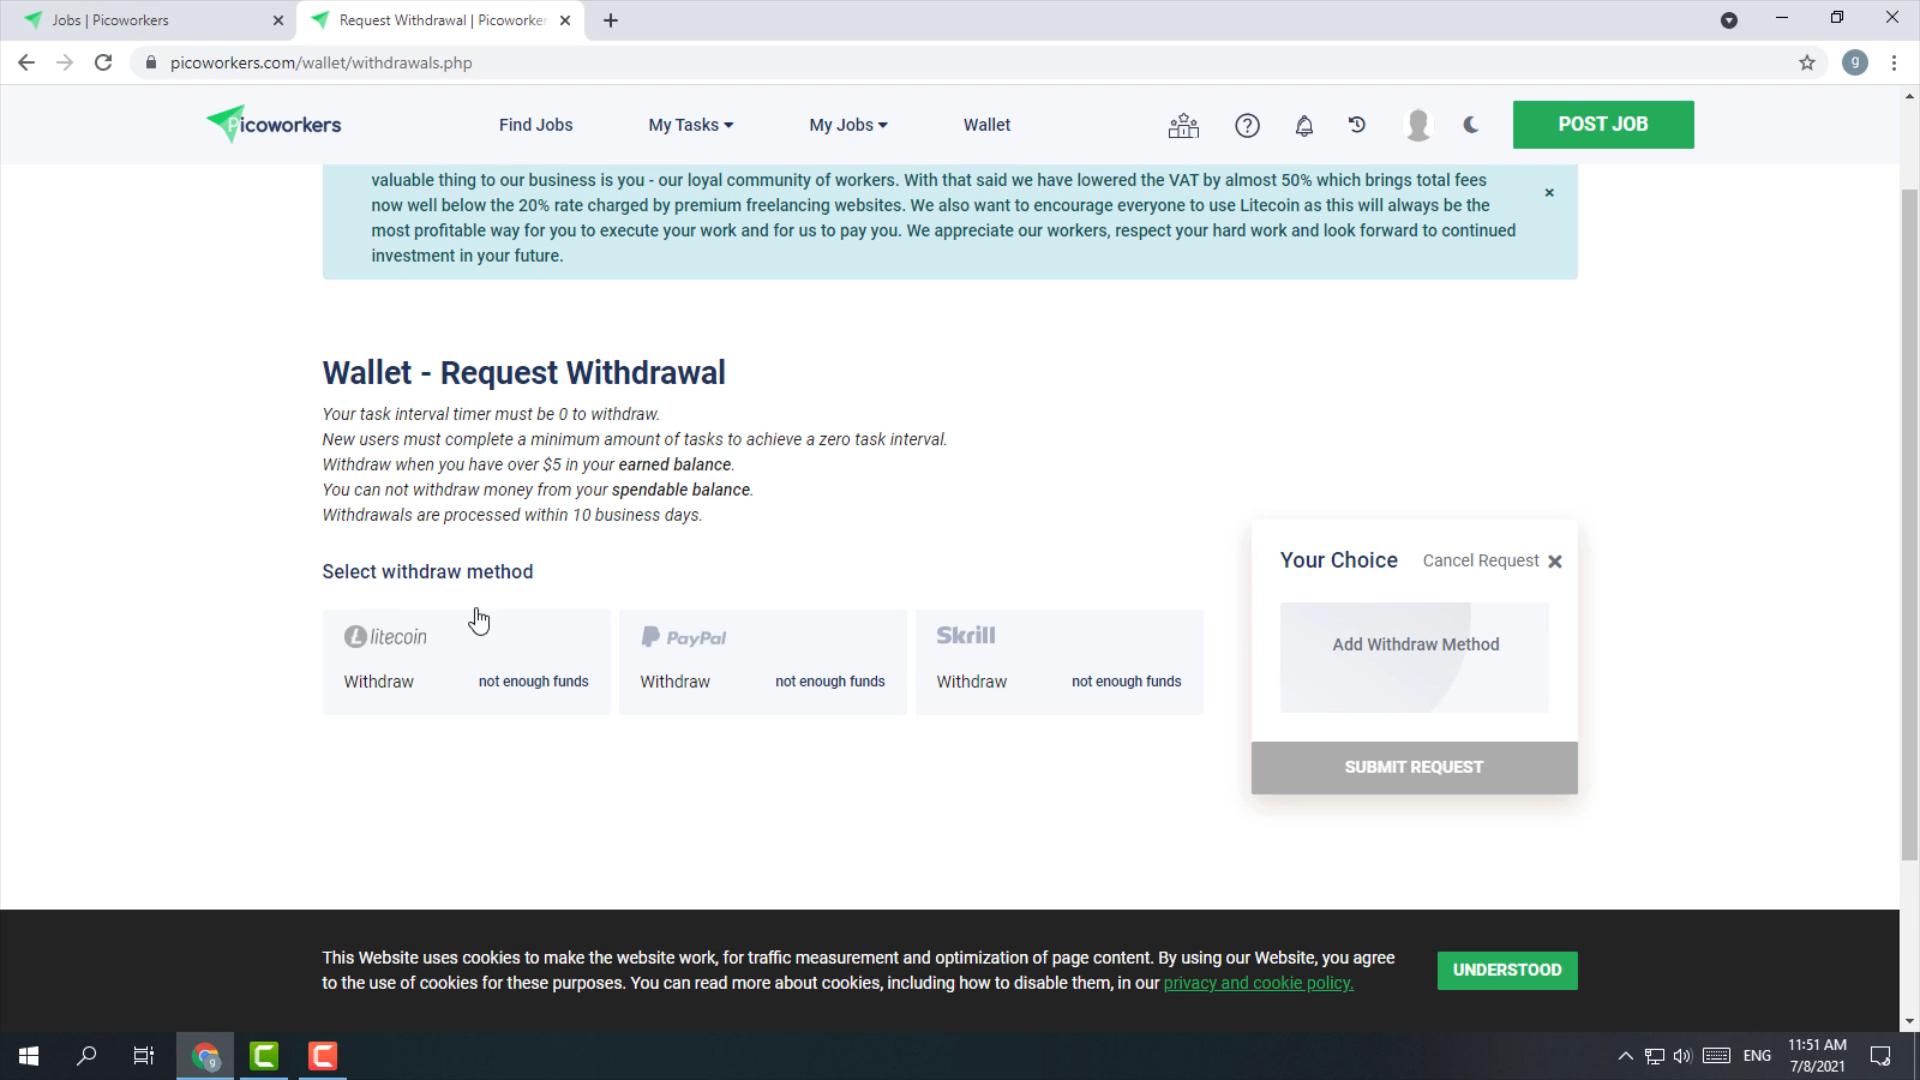 Jobs | Picoworkers
Request Withdrawal | Picoworker
picoworkers.com/wallet/withdrawals.php
g
Picoworkers
Find Jobs
My Tasks
My Jobs
Wallet
POST JOB
valuable thing to our business is you - our loyal community of workers. With that said we have lowered the VAT by almost 50% which brings total fees
now well below the 20% rate charged by premium freelancing websites. We also want to encourage everyone to use Litecoin as this will always be the
most profitable way for you to execute your work and for us to pay you. We appreciate our workers, respect your hard work and look forward to continued
investment in your future.
Wallet - Request Withdrawal
Your task interval timer must be 0 to withdraw.
New users must complete a minimum amount of tasks to achieve a zero task interval.
Withdraw when you have over $5 in your earned balance.
You can not withdraw money from your spendable balance.
Withdrawals are processed within 10 business days.
Select withdraw method
litecoin
Withdraw not enough funds
PayPal
Withdraw not enough funds
Skrill
Withdraw not enough funds
Your Choice Cancel Request
Add Withdraw Method
SUBMIT REQUEST
This Website uses cookies to make the website work, for traffic measurement and optimization of page content. By using our Website, you agree
to the use of cookies for these purposes. You can read more about cookies, including how to disable them, in our privacy and cookie policy.
UNDERSTOOD
ENG
11:51 AM
7/8/2021